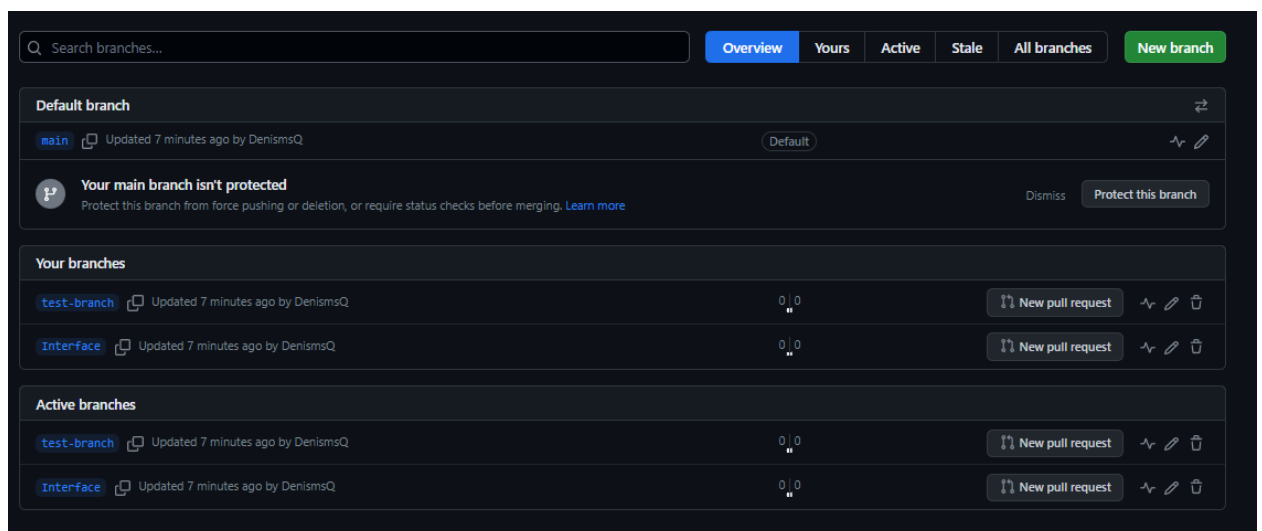 Search branches...
Overview Yours Active Stale All branches New branch
Default branch
main Updated 7 minutes ago by DenismsQ Default
Your main branch isn't protected
Protect this branch from force pushing or deletion, or require status checks before merging. Learn more
Dismiss Protect this branch
Your branches
test-branch Updated 7 minutes ago by DenismsQ 0 0 New pull request
Interface Updated 7 minutes ago by DenismsQ 0 0 New pull request
Active branches
test-branch Updated 7 minutes ago by DenismsQ 0 0 New pull request
Interface Updated 7 minutes ago by DenismsQ 0 0 New pull request